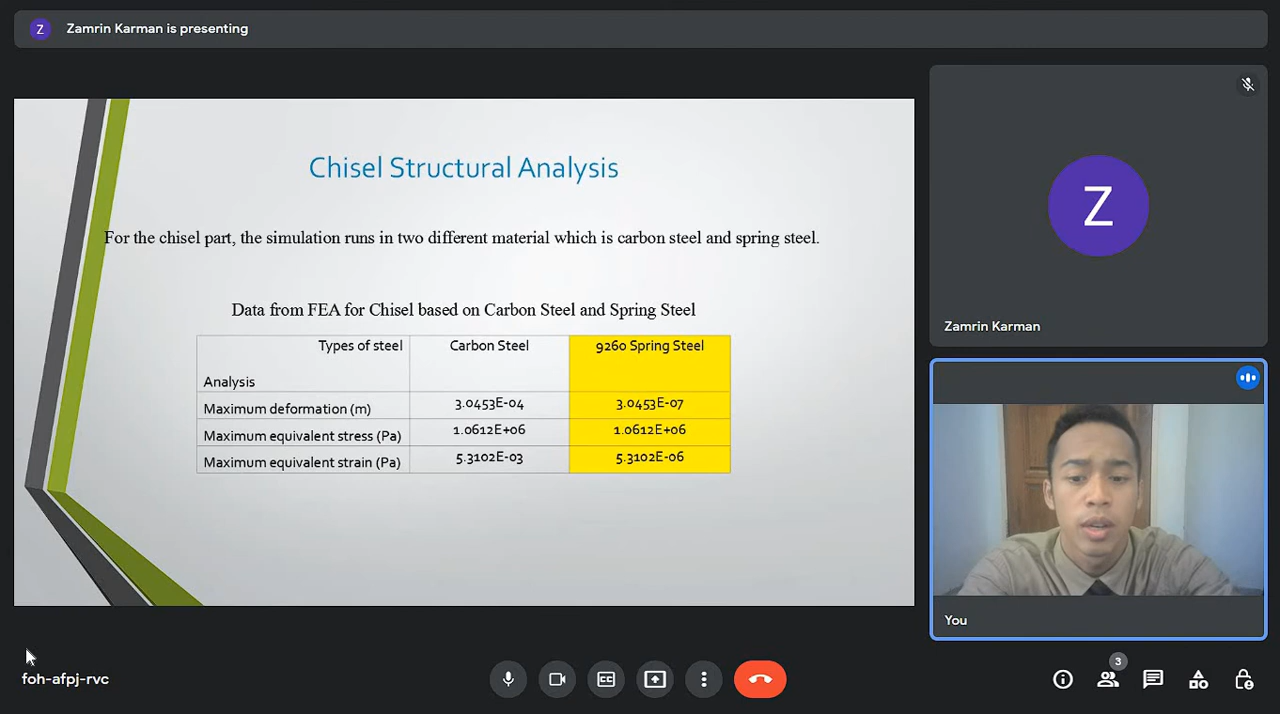 Z
Zamrin Karman is presenting
Chisel Structural Analysis
For the chisel part, the simulation runs in two different material which is carbon steel and spring steel.
Data from FEA for Chisel based on Carbon Steel and Spring Steel
Types of steel
Analysis
Carbon Steel
9260 Spring Steel
Maximum deformation (m) 3.0453E-04 3.0453E-07
Maximum equivalent stress (Pa) 1.0612E+06 1.0612E+06
Maximum equivalent strain (Pa) 5.3102E-03 5.3102E-06
Z
Zamrin Karman
You
foh-afpj-rvc
CC
3